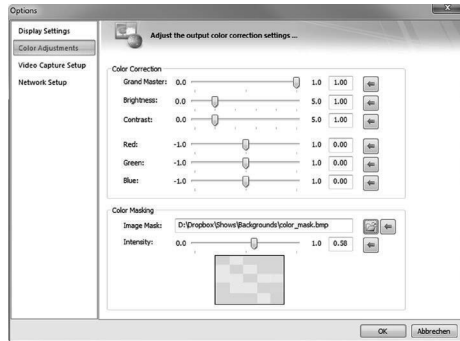 Options
Display Settings
Color Adjustments
Video Capture Setup
Network Setup
Adjust the output color correction settings ...
Color Correction
Grand Master: 0.0 1.0 1.00
Brightness: 0.0 5.0 1.00
Contrast: 0.0 5.0 1.00
Red: -1.0 1.0 0.00
Green: -1.0 1.0 0.00
Blue: -1.0 1.0 0.00
Color Masking
Image Mask: D:\Dropbox\Shows\Backgrounds\color_mask.bmp
Intensity: 0.0 1.0 0.58
OK Abbrechen